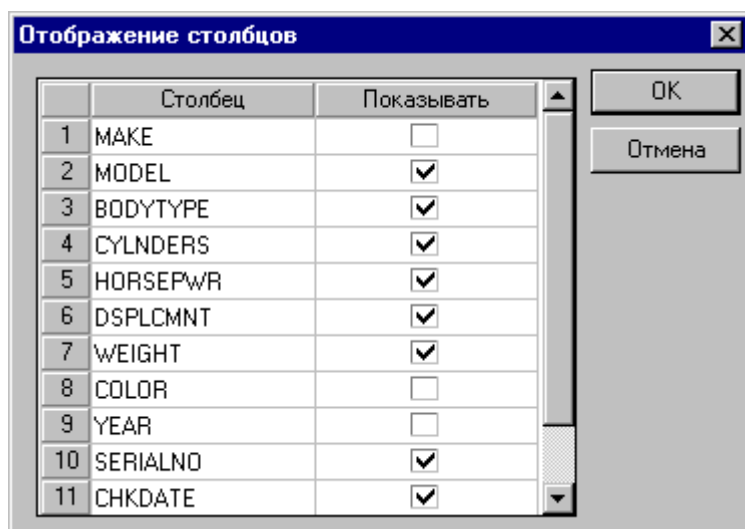 Отображение столбцов
Столбец Показывать
1 MAKE
2 MODEL
3 BODYTYPE
4 CYLNDERS
5 HORSEPWR
6 DSPLCMNT
7 WEIGHT
8 COLOR
9 YEAR
10 SERIALNO
11 CHKDATE
OK
Отмена